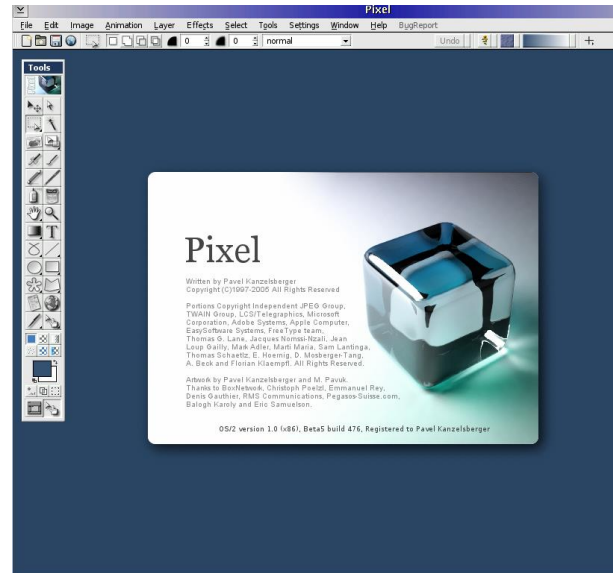 Pixel
File Edit Image Animation Layer Effects Select Tools Settings Window Help BugReport
0 0 normal Undo
Tools
Pixel
Written by Pavel Kanzelsberger
Copyright (C)1997-2005 All Rights Reserved
Portions Copyright Independent JPEG Group,
TWAIN Group, LCS/Telegraphics, Microsoft
Corporation, Adobe Systems, Apple Computer,
EasySoftware Systems, FreeType team,
Thomas G. Lane, Jacques Nomssi-Nzali, Jean
Loup Gailly, Mark Adler, Marti Maria, Sam Lantinga,
Thomas Schaettz, E. Hoernig, D. Mosberger-Tang,
A. Beck and Florian Klaempfl. All Rights Reserved.
Artwork by Pavel Kanzelsberger and M. Pavuk.
Thanks to BoxNetwork, Christoph Poelzl, Emmanuel Rey,
Denis Gauthier, RMS Communications, Pegasos-Suisse.com,
Balogh Karoly and Eric Samuelson.
OS/2 version 1.0 (x86), Beta5 build 476, Registered to Pavel Kanzelsberger